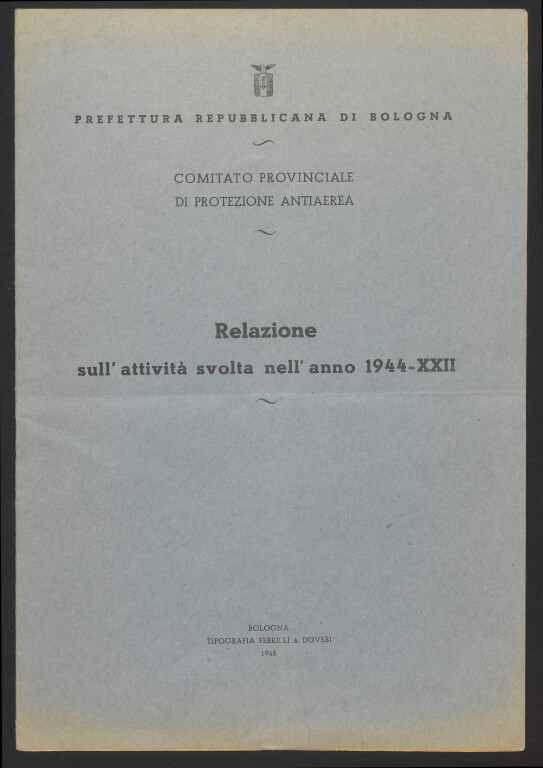 PREFETTURA REPUBBLICANA DI BOLOGNA
COMITATO PROVINCIALE
DI PROTEZIONE ANTIAEREA
Relazione
sull' attività svolta nell' anno 1944-XXII
BOLOGNA
TIPOGRAFIA FEBRILLI & DOVESI
1945